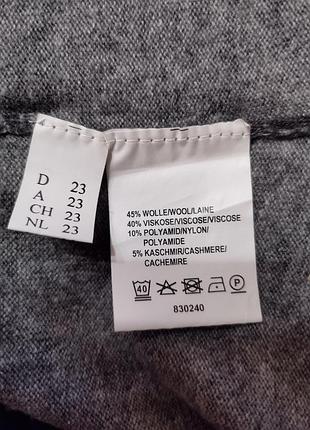 D 23
A 23
CH 23
NL 23
45% WOLLE/WOOL/LAINE
40% VISKOSE/VISCOSE/VISCOSE
10% POLYAMID/NYLON/
POLYAMIDE
5% KASCHMIR/CASHMERE/
CACHEMIRE
40 P
830240